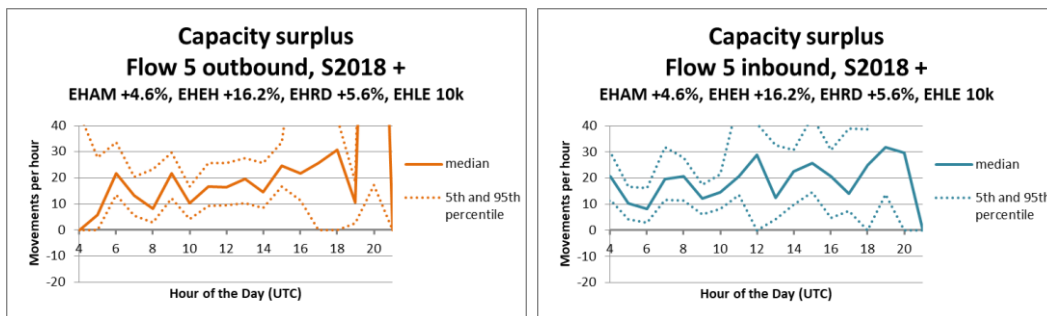 Capacity surplus
Flow 5 outbound, S2018 +
EHAM +4.6%, EHEH +16.2%, EHRD +5.6%, EHLE 10k
40
30
20
10
0
-10
-20
4 6 8 10 12 14 16 18 20
Movements per hour
Hour of the Day (UTC)
median
5th and 95th
percentile
Capacity surplus
Flow 5 inbound, S2018 +
EHAM +4.6%, EHEH +16.2%, EHRD +5.6%, EHLE 10k
40
30
20
10
0
-10
-20
4 6 8 10 12 14 16 18 20
Movements per hour
Hour of the Day (UTC)
median
5th and 95th
percentile